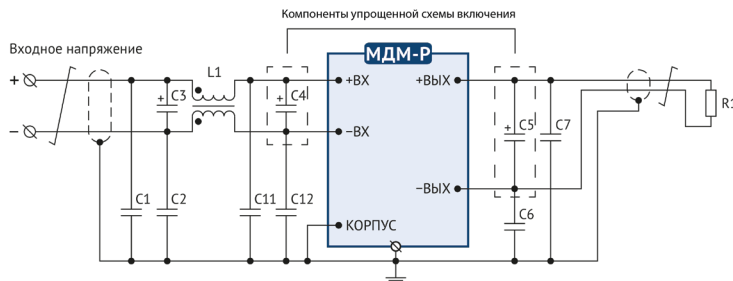 Компоненты упрощенной схемы включения
Входное напряжение
МДМ-Р
L1
+
+ВХ
+ВЫХ
+ C3
+ C4
R1
–
–ВХ
+ C5
C7
–ВЫХ
C1
C2
C11
C12
C6
КОРПУС